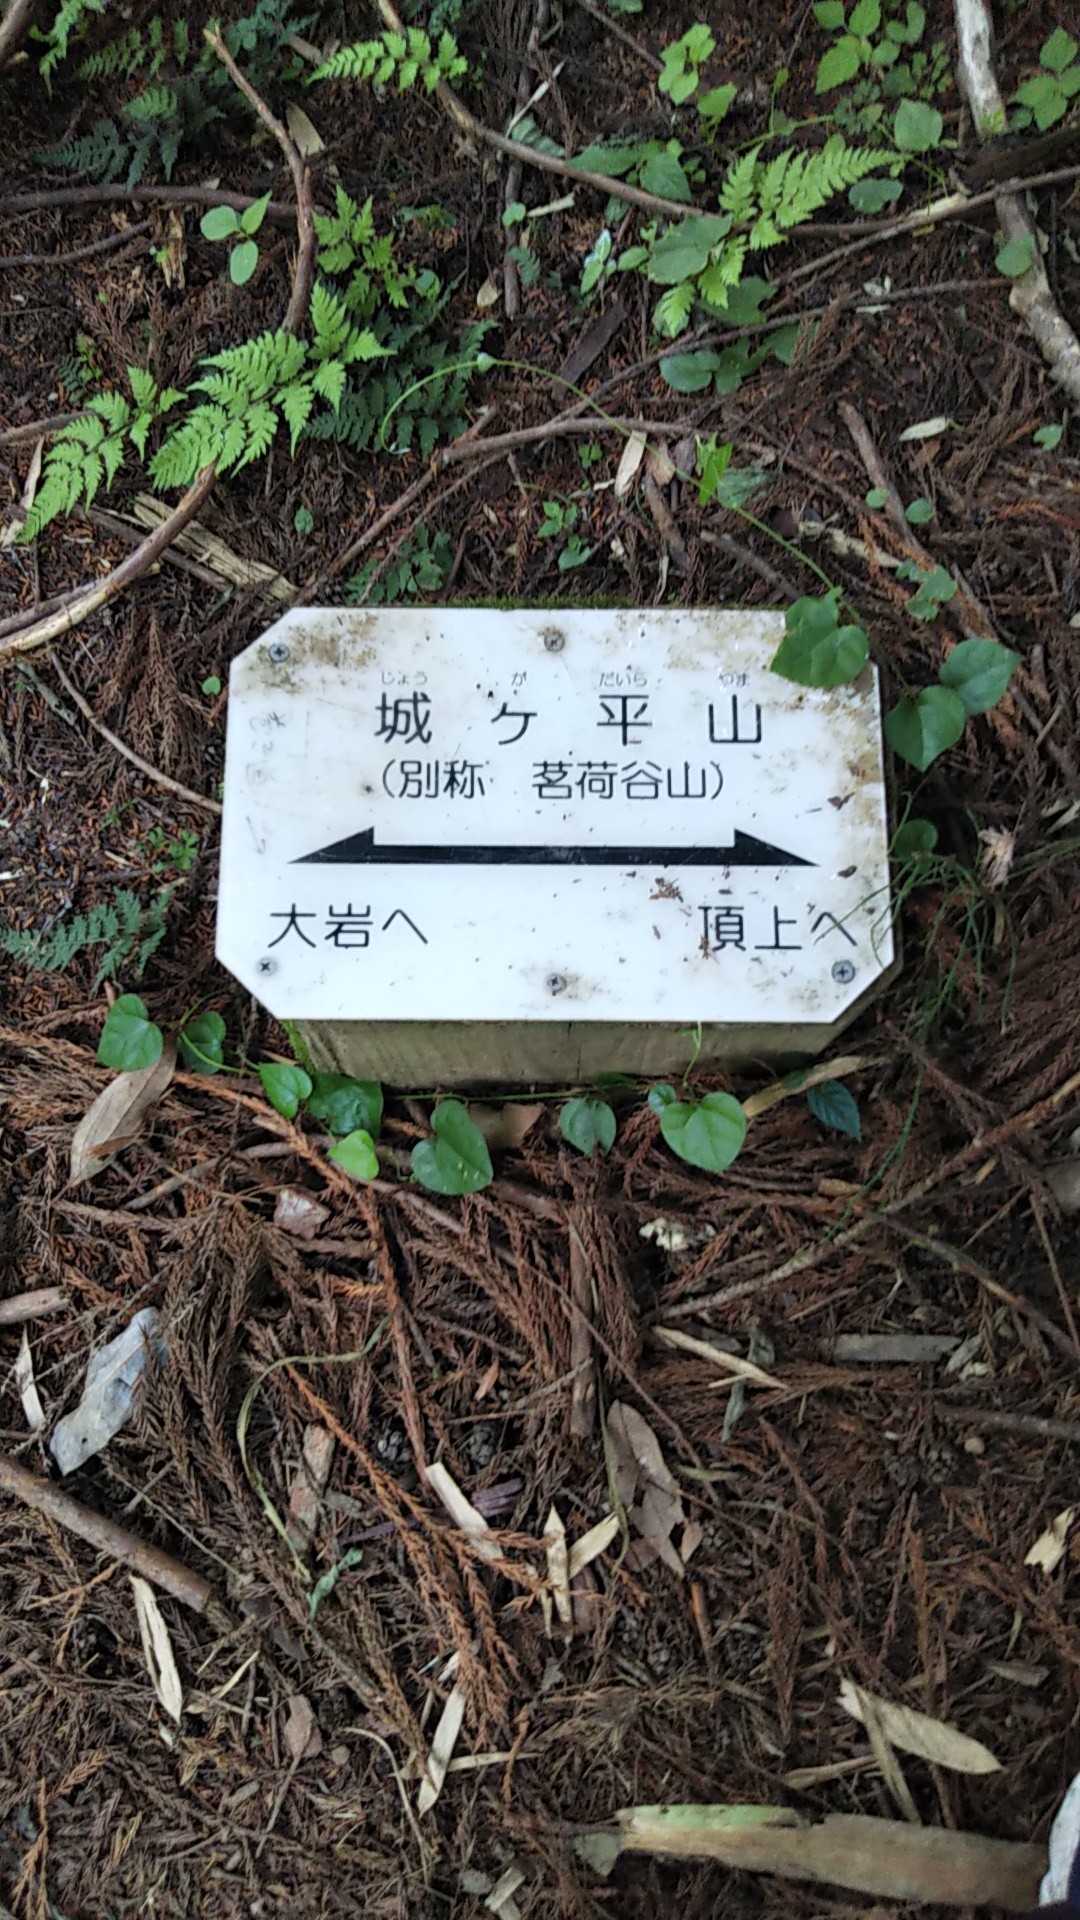 じょう が だいら やま
城ヶ平山
(別称 茗荷谷山)
大岩へ 頂上へ